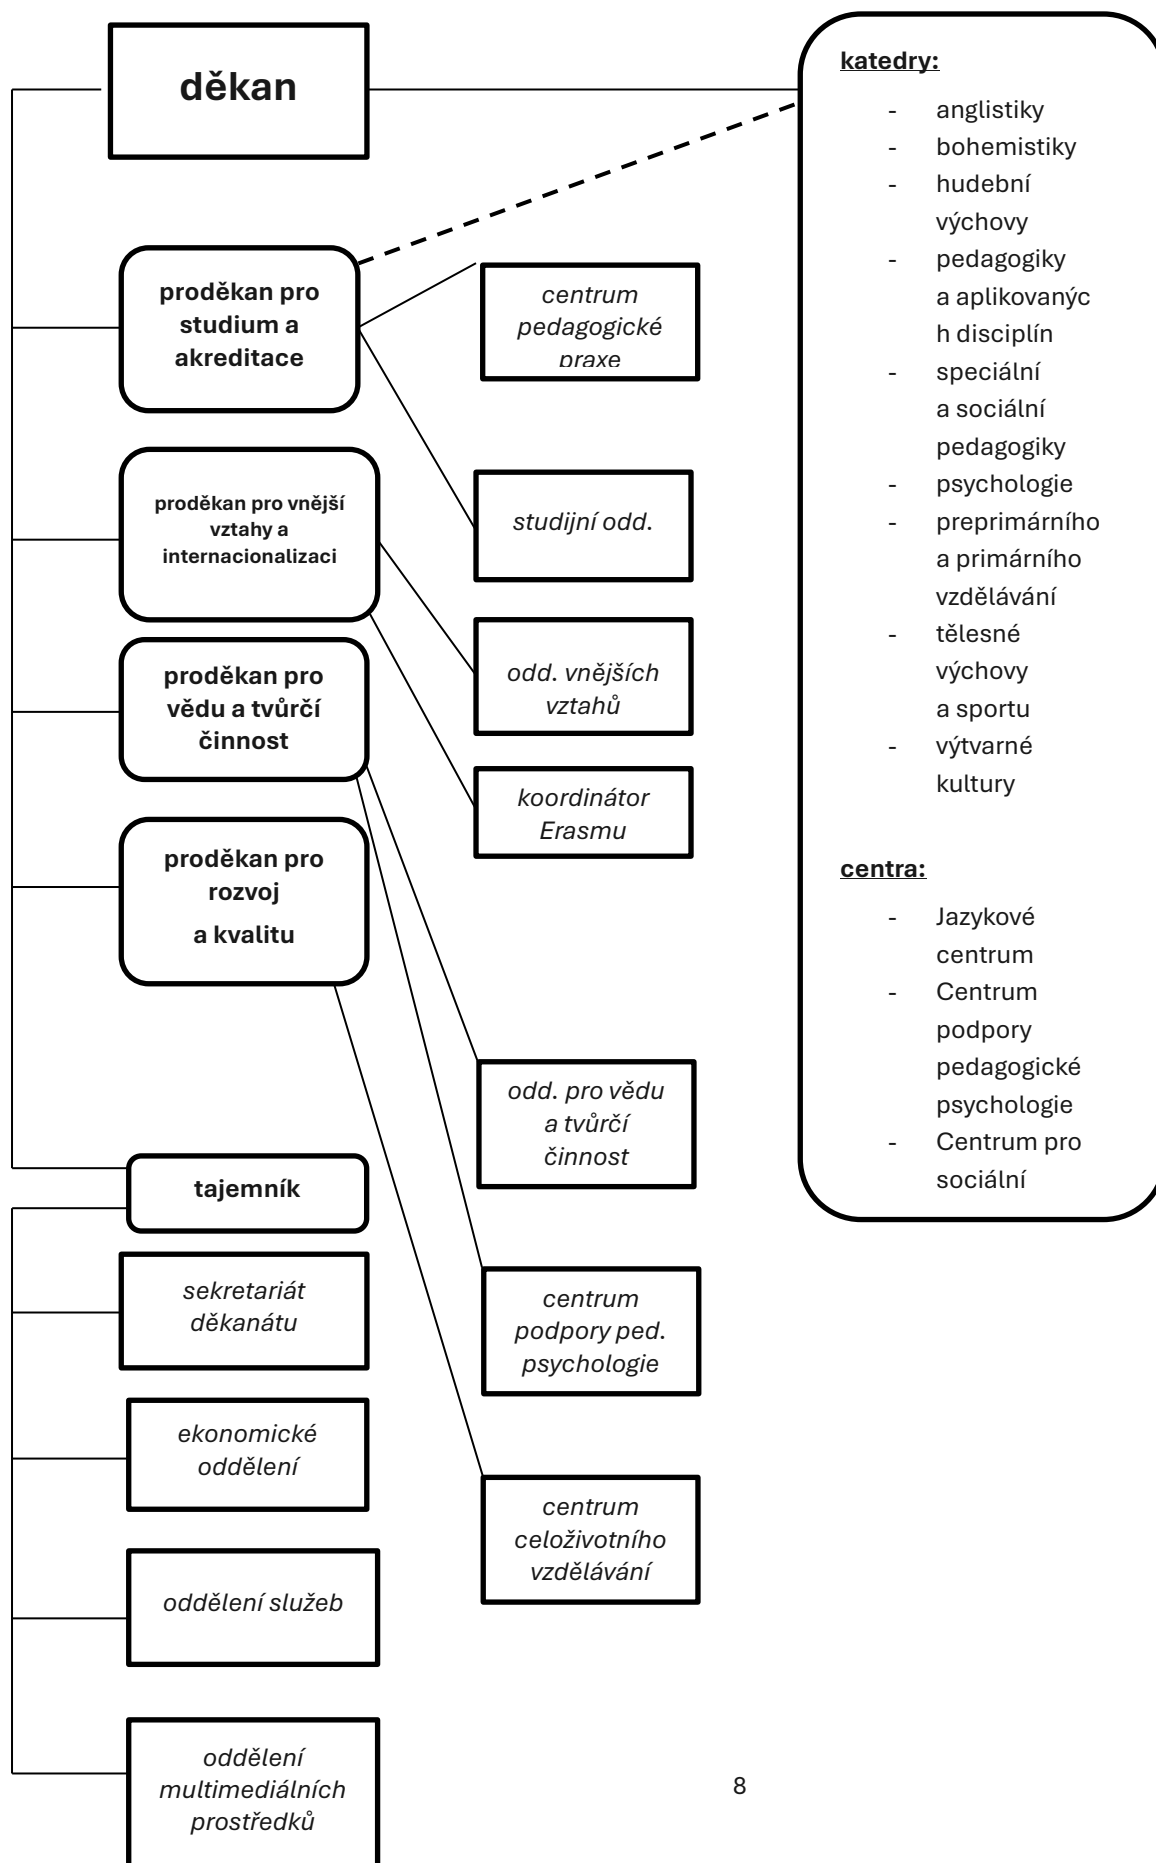 děkan
proděkan pro
studium a
akreditace
proděkan pro vnější
vztahy a
internacionalizaci
proděkan pro
vědu a tvůrčí
činnost
proděkan pro
rozvoj
a kvalitu
tajemník
sekretariát
děkanátu
ekonomické
oddělení
oddělení služeb
oddělení
multimediálních
prostředků
centrum
pedagogické
praxe
studijní odd.
odd. vnějších
vztahů
koordinátor
Erasmu
odd. pro vědu
a tvůrčí
činnost
centrum
podpory ped.
psychologie
centrum
celoživotního
vzdělávání
katedry:
- anglistiky
- bohemistiky
- hudební
výchovy
- pedagogiky
a aplikovanýc
h disciplín
- speciální
a sociální
pedagogiky
- psychologie
- preprimárního
a primárního
vzdělávání
- tělesné
výchovy
a sportu
- výtvarné
kultury
centra:
- Jazykové
centrum
- Centrum
podpory
pedagogické
psychologie
- Centrum pro
sociální
8